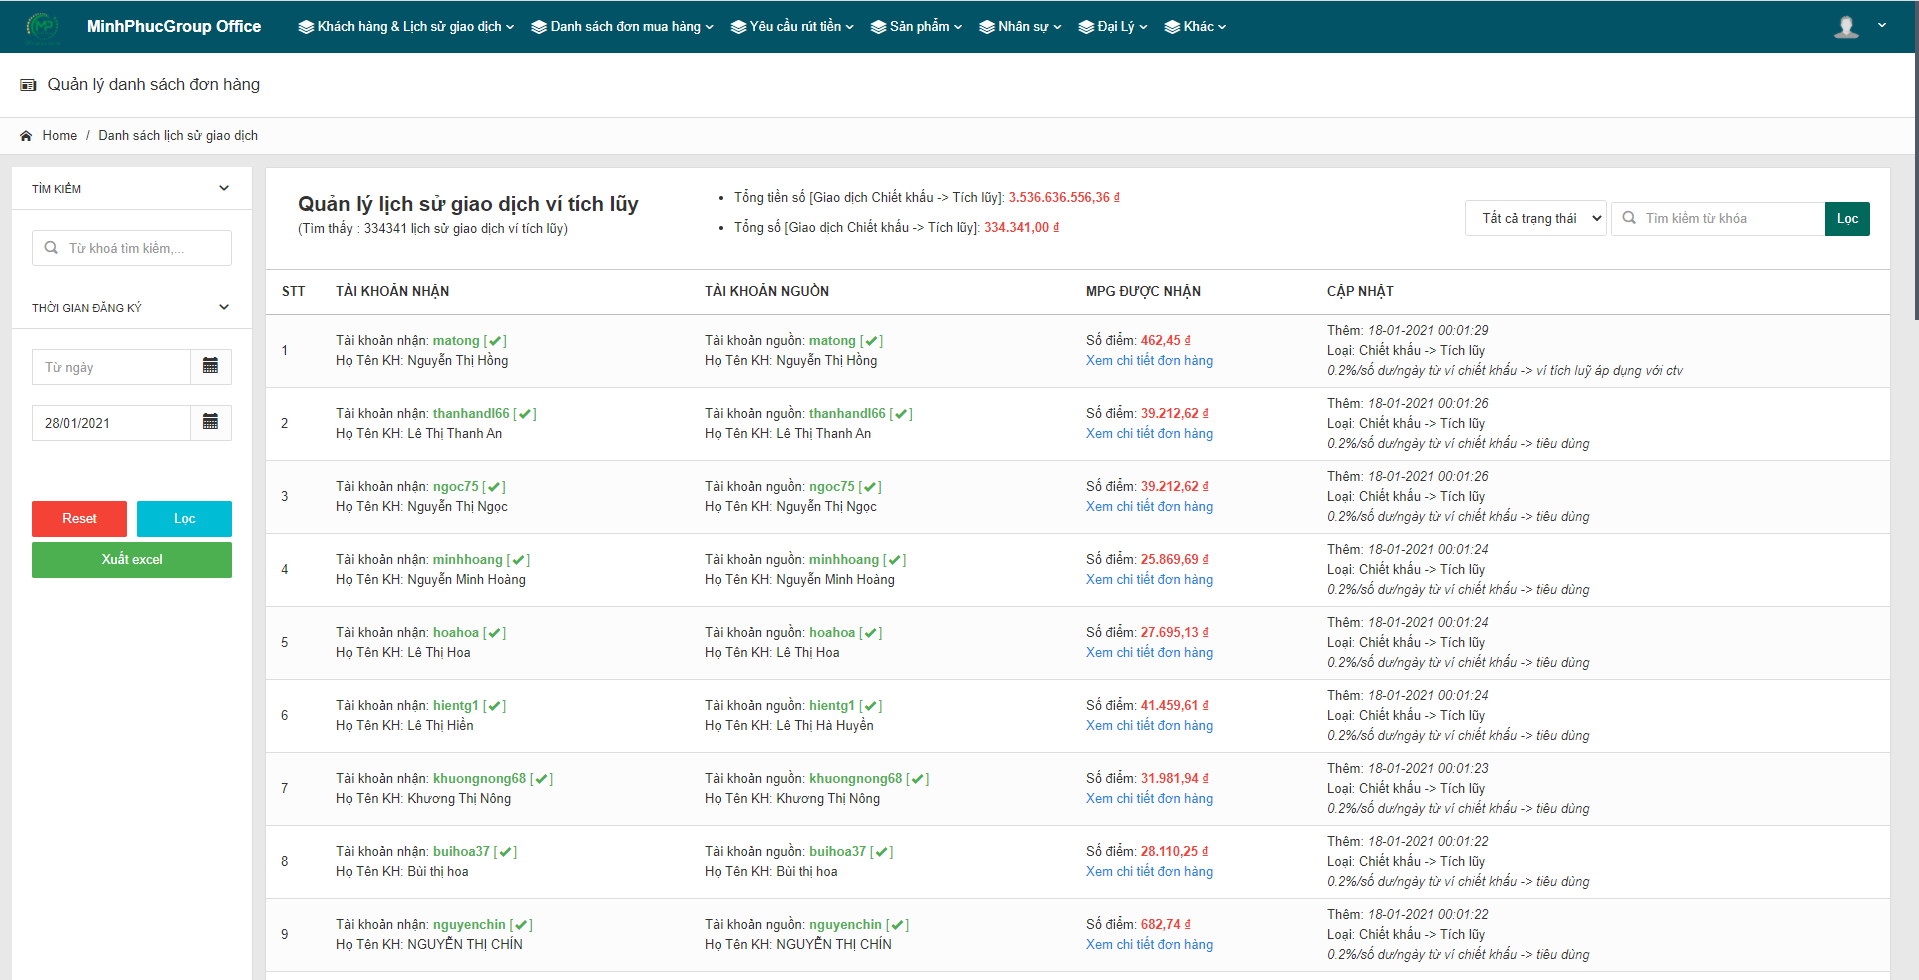 MP
MinhPhucGroup Office
Khách hàng & Lịch sử giao dịch
Danh sách đơn mua hàng
Yêu cầu rút tiền
Sản phẩm
Nhân sự
Đại Lý
Khác
Quản lý danh sách đơn hàng
Home / Danh sách lịch sử giao dịch
TÌM KIẾM
Từ khoá tìm kiếm,...
THỜI GIAN ĐĂNG KÝ
Từ ngày
28/01/2021
Reset
Lọc
Xuất excel
Quản lý lịch sử giao dịch ví tích lũy
(Tìm thấy : 334341 lịch sử giao dịch ví tích lũy)
Tổng tiền số [Giao dịch Chiết khấu -> Tích lũy]: 3.536.636.556,36 ₫
Tổng số [Giao dịch Chiết khấu -> Tích lũy]: 334.341,00 ₫
Tất cả trạng thái
Tìm kiếm từ khóa
Lọc
STT TÀI KHOẢN NHẬN TÀI KHOẢN NGUỒN MPG ĐƯỢC NHẬN CẬP NHẬT
1
Tài khoản nhận: matong [✔]
Họ Tên KH: Nguyễn Thị Hồng
Tài khoản nguồn: matong [✔]
Họ Tên KH: Nguyễn Thị Hồng
Số điểm: 462,45 ₫
Xem chi tiết đơn hàng
Thêm: 18-01-2021 00:01:29
Loại: Chiết khấu -> Tích lũy
0.2%/số dư/ngày từ ví chiết khấu -> ví tích luỹ áp dụng với ctv
2
Tài khoản nhận: thanhandl66 [✔]
Họ Tên KH: Lê Thị Thanh An
Tài khoản nguồn: thanhandl66 [✔]
Họ Tên KH: Lê Thị Thanh An
Số điểm: 39.212,62 ₫
Xem chi tiết đơn hàng
Thêm: 18-01-2021 00:01:26
Loại: Chiết khấu -> Tích lũy
0.2%/số dư/ngày từ ví chiết khấu -> tiêu dùng
3
Tài khoản nhận: ngoc75 [✔]
Họ Tên KH: Nguyễn Thị Ngọc
Tài khoản nguồn: ngoc75 [✔]
Họ Tên KH: Nguyễn Thị Ngọc
Số điểm: 39.212,62 ₫
Xem chi tiết đơn hàng
Thêm: 18-01-2021 00:01:26
Loại: Chiết khấu -> Tích lũy
0.2%/số dư/ngày từ ví chiết khấu -> tiêu dùng
4
Tài khoản nhận: minhhoang [✔]
Họ Tên KH: Nguyễn Minh Hoàng
Tài khoản nguồn: minhhoang [✔]
Họ Tên KH: Nguyễn Minh Hoàng
Số điểm: 25.869,69 ₫
Xem chi tiết đơn hàng
Thêm: 18-01-2021 00:01:24
Loại: Chiết khấu -> Tích lũy
0.2%/số dư/ngày từ ví chiết khấu -> tiêu dùng
5
Tài khoản nhận: hoahoa [✔]
Họ Tên KH: Lê Thị Hoa
Tài khoản nguồn: hoahoa [✔]
Họ Tên KH: Lê Thị Hoa
Số điểm: 27.695,13 ₫
Xem chi tiết đơn hàng
Thêm: 18-01-2021 00:01:24
Loại: Chiết khấu -> Tích lũy
0.2%/số dư/ngày từ ví chiết khấu -> tiêu dùng
6
Tài khoản nhận: hientg1 [✔]
Họ Tên KH: Lê Thị Hiền
Tài khoản nguồn: hientg1 [✔]
Họ Tên KH: Lê Thị Hà Huyền
Số điểm: 41.459,61 ₫
Xem chi tiết đơn hàng
Thêm: 18-01-2021 00:01:24
Loại: Chiết khấu -> Tích lũy
0.2%/số dư/ngày từ ví chiết khấu -> tiêu dùng
7
Tài khoản nhận: khuongnong68 [✔]
Họ Tên KH: Khương Thị Nông
Tài khoản nguồn: khuongnong68 [✔]
Họ Tên KH: Khương Thị Nông
Số điểm: 31.981,94 ₫
Xem chi tiết đơn hàng
Thêm: 18-01-2021 00:01:23
Loại: Chiết khấu -> Tích lũy
0.2%/số dư/ngày từ ví chiết khấu -> tiêu dùng
8
Tài khoản nhận: buihoa37 [✔]
Họ Tên KH: Bùi thị hoa
Tài khoản nguồn: buihoa37 [✔]
Họ Tên KH: Bùi thị hoa
Số điểm: 28.110,25 ₫
Xem chi tiết đơn hàng
Thêm: 18-01-2021 00:01:22
Loại: Chiết khấu -> Tích lũy
0.2%/số dư/ngày từ ví chiết khấu -> tiêu dùng
9
Tài khoản nhận: nguyenchin [✔]
Họ Tên KH: NGUYỄN THỊ CHÍN
Tài khoản nguồn: nguyenchin [✔]
Họ Tên KH: NGUYỄN THỊ CHÍN
Số điểm: 682,74 ₫
Xem chi tiết đơn hàng
Thêm: 18-01-2021 00:01:22
Loại: Chiết khấu -> Tích lũy
0.2%/số dư/ngày từ ví chiết khấu -> tiêu dùng